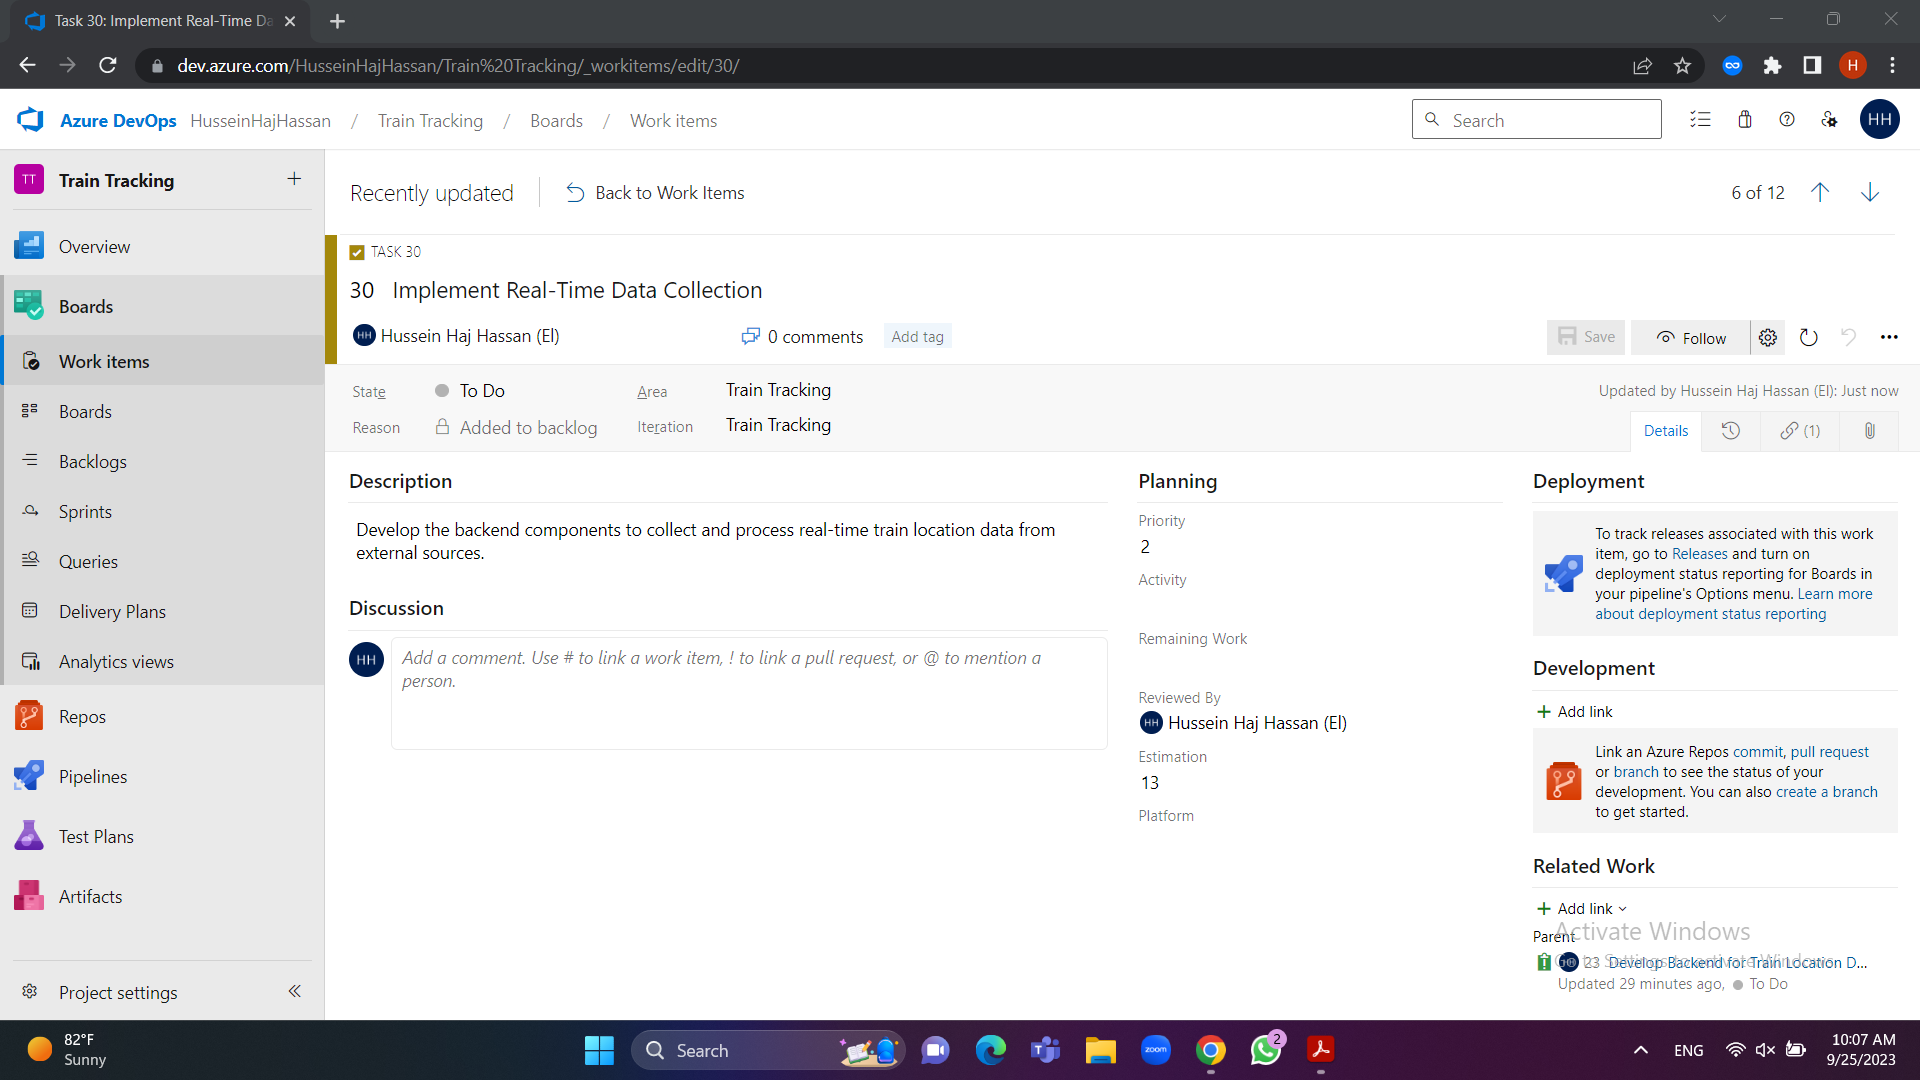 Task 30: Implement Real-Time Da
dev.azure.com/HusseinHajHassan/Train%20Tracking/_workitems/edit/30/
H
Azure DevOps HusseinHajHassan / Train Tracking / Boards / Work items
Search
HH
TT Train Tracking
Overview
Boards
Work items
Boards
Backlogs
Sprints
Queries
Delivery Plans
Analytics views
Repos
Pipelines
Test Plans
Artifacts
Project settings
Recently updated
Back to Work Items
6 of 12
TASK 30
30 Implement Real-Time Data Collection
HH Hussein Haj Hassan (El)
0 comments
Add tag
Save
Follow
State To Do
Area Train Tracking
Updated by Hussein Haj Hassan (El): Just now
Reason Added to backlog
Iteration Train Tracking
Details
(1)
Description
Develop the backend components to collect and process real-time train location data from
external sources.
Discussion
HH
Add a comment. Use # to link a work item, ! to link a pull request, or @ to mention a
person.
Planning
Priority
2
Activity
Remaining Work
Reviewed By
HH Hussein Haj Hassan (El)
Estimation
13
Platform
Deployment
To track releases associated with this work
item, go to Releases and turn on
deployment status reporting for Boards in
your pipeline's Options menu. Learn more
about deployment status reporting
Development
Add link
Link an Azure Repos commit, pull request
or branch to see the status of your
development. You can also create a branch
to get started.
Related Work
Add link
Activate Windows
Parent
Go to Settings to activate Windows.
23 Develop Backend for Train Location D...
Updated 29 minutes ago, To Do
82°F
Sunny
Search
zoom
2
ENG
10:07 AM
9/25/2023